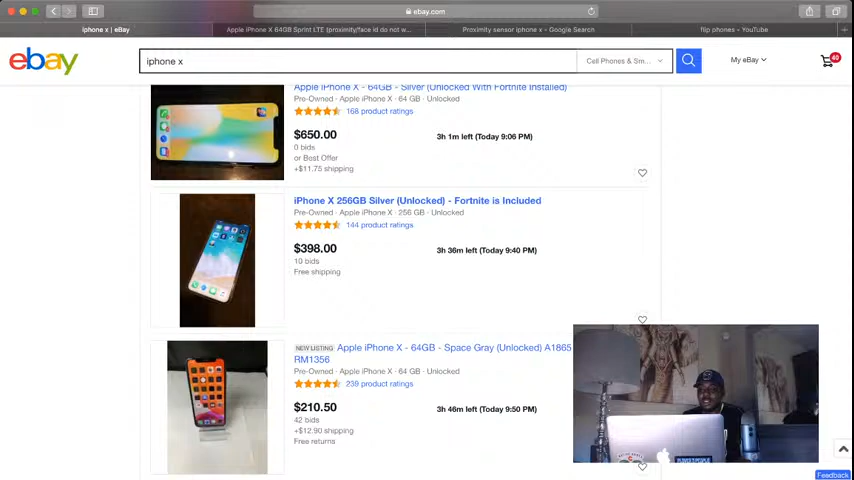 ebay.com
iphone x | eBay
Apple iPhone X 64GB Sprint LTE (proximity/face id do not w...
Proximity sensor iphone x - Google Search
flip phones - YouTube
ebay
iphone x
Cell Phones & Sm...
My eBay
40
Apple iPhone X - 64GB - Silver (Unlocked With Fortnite Installed)
Pre-Owned · Apple iPhone X · 64 GB · Unlocked
168 product ratings
$650.00
3h 1m left (Today 9:06 PM)
0 bids
or Best Offer
+$11.75 shipping
iPhone X 256GB Silver (Unlocked) - Fortnite is Included
Pre-Owned · Apple iPhone X · 256 GB · Unlocked
144 product ratings
$398.00
3h 36m left (Today 9:40 PM)
10 bids
Free shipping
NEW LISTING Apple iPhone X - 64GB - Space Gray (Unlocked) A1865
RM1356
Pre-Owned · Apple iPhone X · 64 GB · Unlocked
239 product ratings
$210.50
3h 46m left (Today 9:50 PM)
42 bids
+$12.90 shipping
Free returns
Feedback